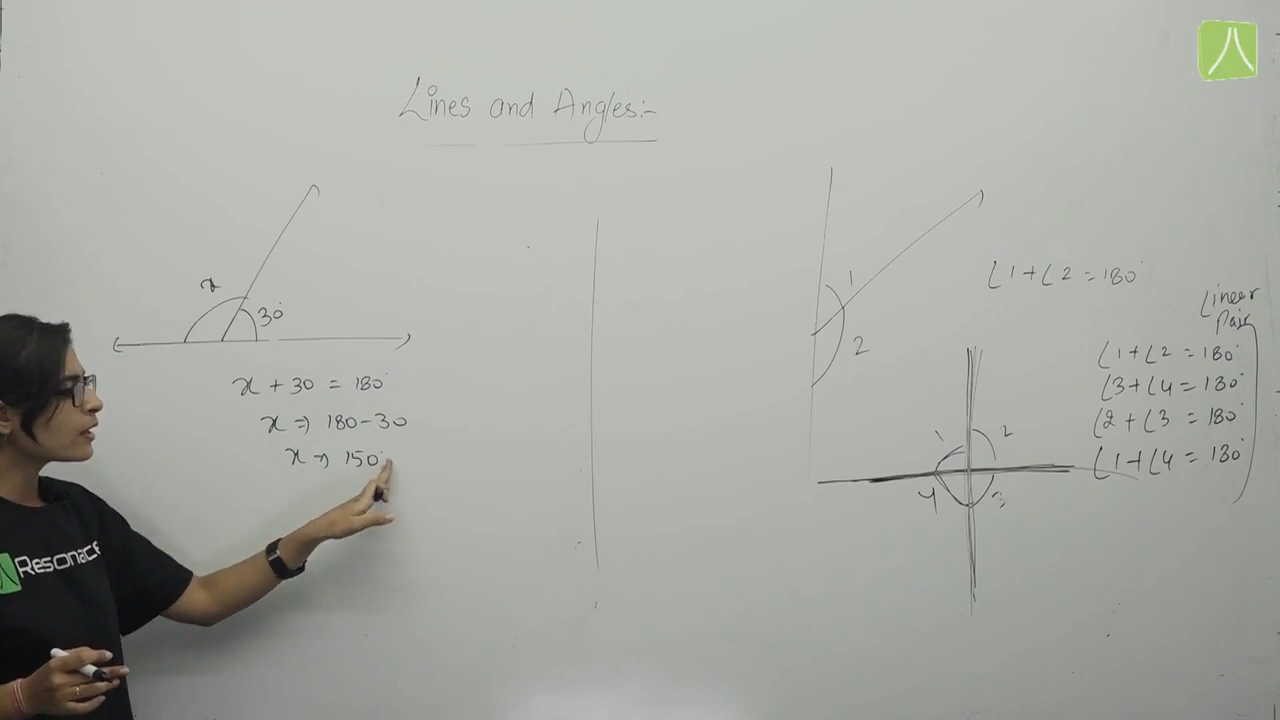 Lines and Angles:-
x
30°
x + 30 = 180°
x => 180-30
x => 150°
1
2
∠1+∠2 = 180°
Linear
Pair
∠1+∠2 = 180°
∠3+∠4 = 180°
∠2+∠3 = 180°
∠1+∠4 = 180°
1
2
4
3
Resonance